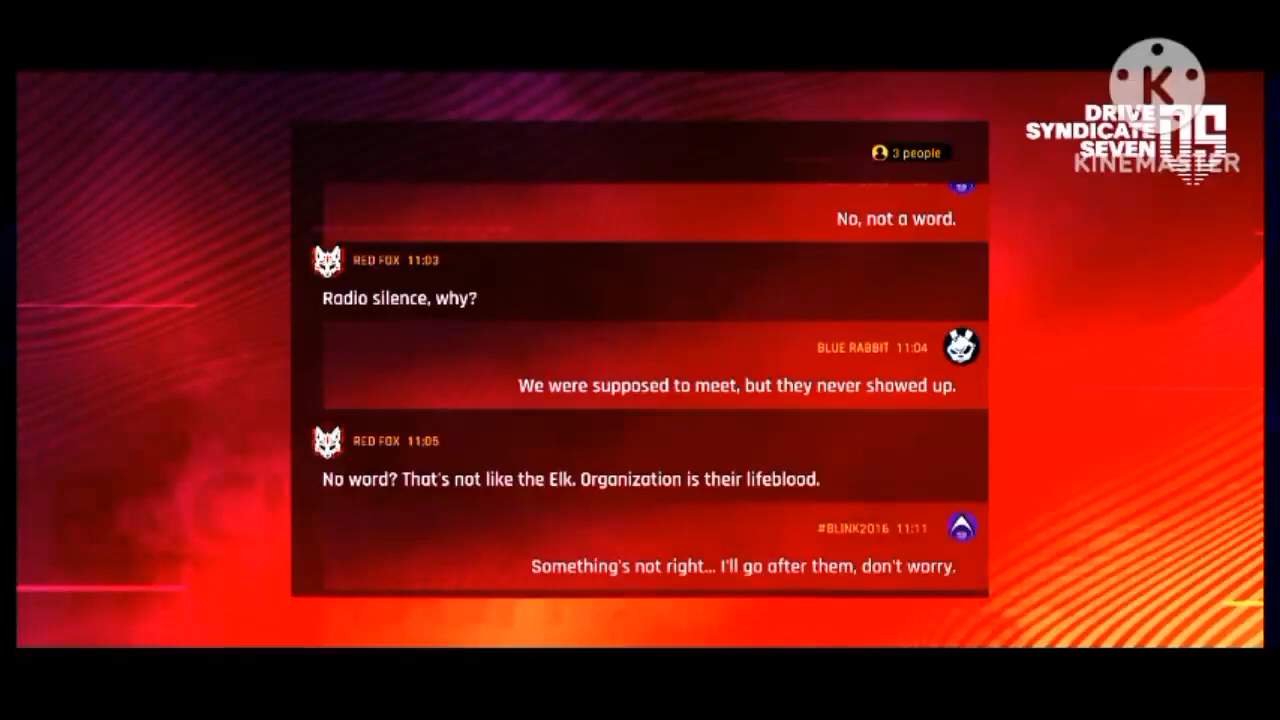 K
DRIVE
SYNDICATE
SEVEN
KINEMASTER
3 people
No, not a word.
RED FOX 11:03
Radio silence, why?
BLUE RABBIT 11:04
We were supposed to meet, but they never showed up.
RED FOX 11:05
No word? That's not like the Elk. Organization is their lifeblood.
#BLINK2016 11:11
Something's not right... I'll go after them, don't worry.